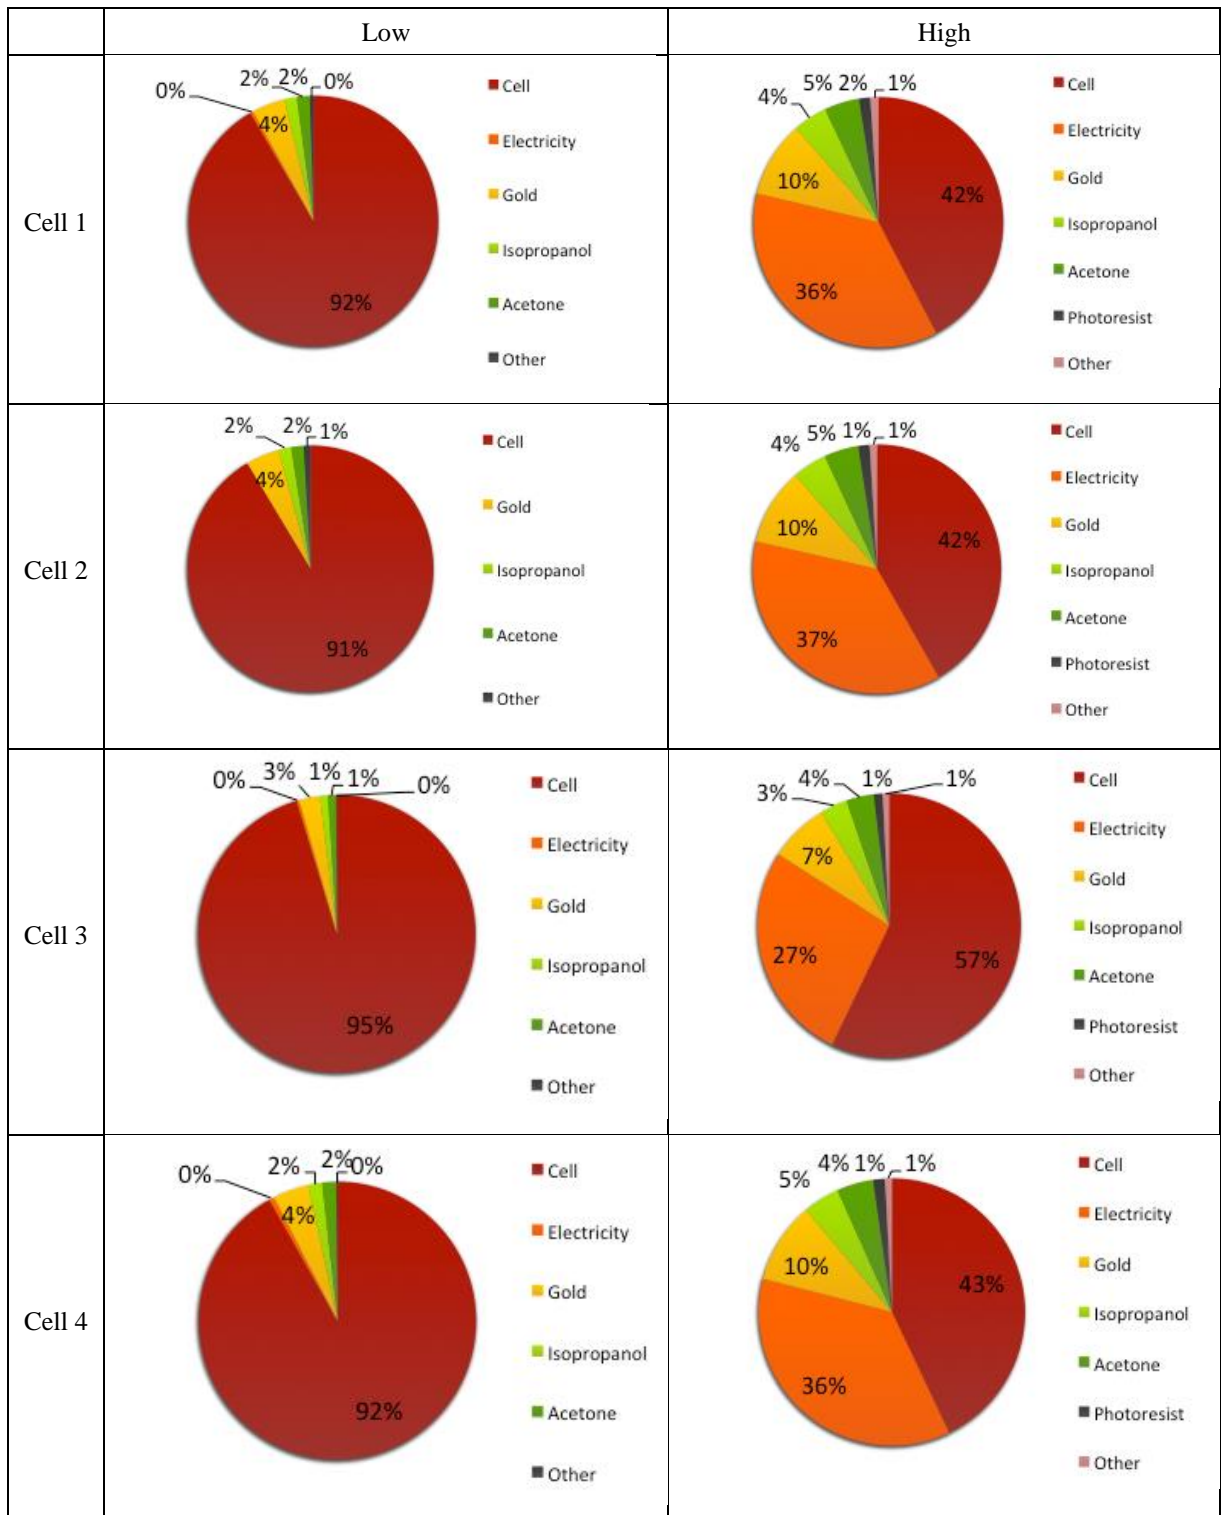 Low High
Cell 1
0% 2% 2% 0%
4%
92%
Cell
Electricity
Gold
Isopropanol
Acetone
Other
4% 5% 2% 1%
10% 42%
36%
Cell
Electricity
Gold
Isopropanol
Acetone
Photoresist
Other
Cell 2
2% 2% 1%
4%
91%
Cell
Gold
Isopropanol
Acetone
Other
4% 5% 1% 1%
10% 42%
37%
Cell
Electricity
Gold
Isopropanol
Acetone
Photoresist
Other
Cell 3
0% 3% 1% 1% 0%
95%
Cell
Electricity
Gold
Isopropanol
Acetone
Other
3% 4% 1% 1%
7%
27% 57%
Cell
Electricity
Gold
Isopropanol
Acetone
Photoresist
Other
Cell 4
0% 2% 2% 0%
4%
92%
Cell
Electricity
Gold
Isopropanol
Acetone
Other
5% 4% 1% 1%
10% 43%
36%
Cell
Electricity
Gold
Isopropanol
Acetone
Photoresist
Other